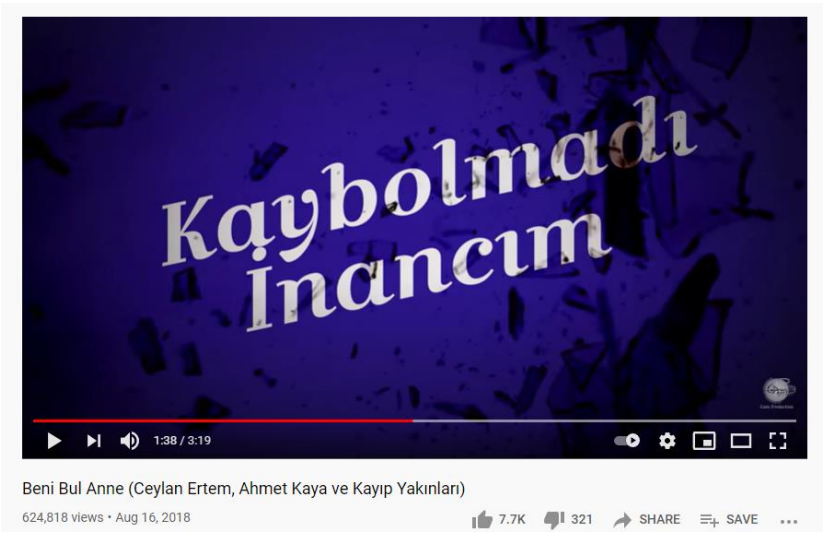 Kaybolmadı
İnancım
1:38 / 3:19
Beni Bul Anne (Ceylan Ertem, Ahmet Kaya ve Kayıp Yakınları)
624,818 views • Aug 16, 2018
7.7K 321 SHARE SAVE